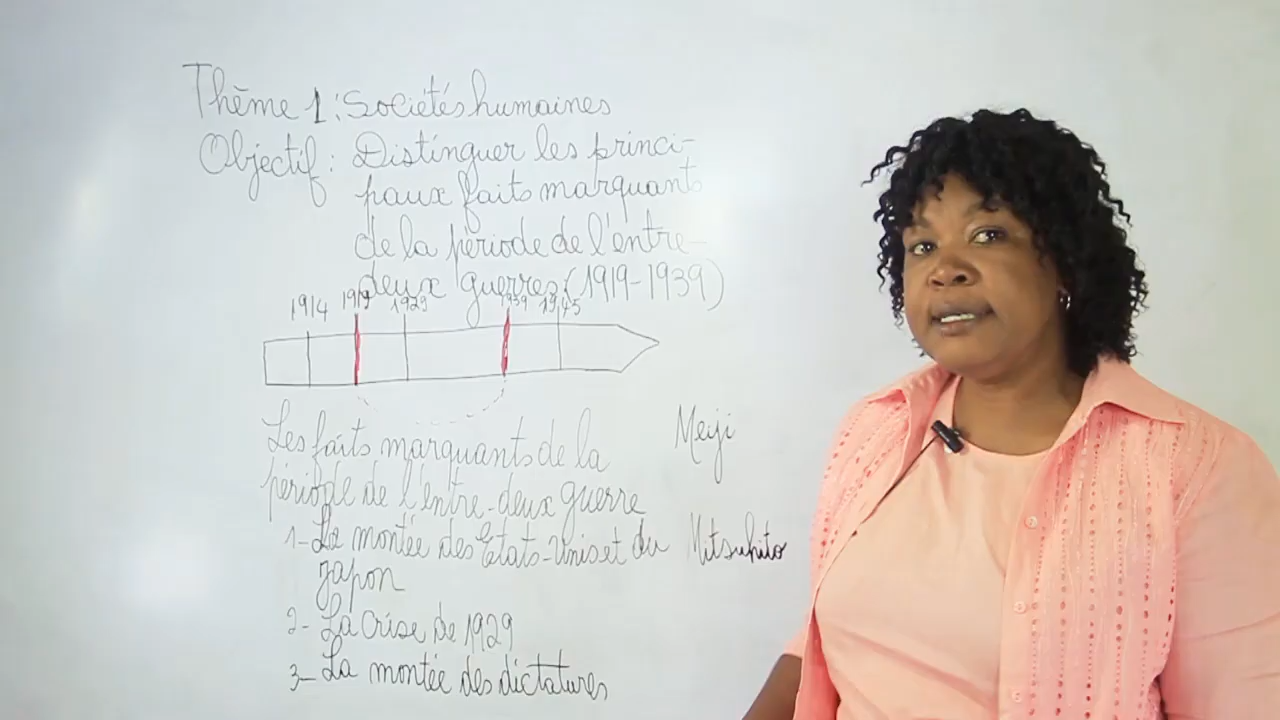 Thème 1 : Sociétés humaines
Objectif : Distinguer les princi-
paux faits marquants
de la période de l'entre-
deux guerres (1919-1939)
1914 1919 1929 1939 1945
Les faits marquants de la
période de l'entre-deux guerre
1- La montée des Etats-Unis et du
Japon
2- La Crise de 1929
3- La montée des dictatures
Meiji
Mitsuhito